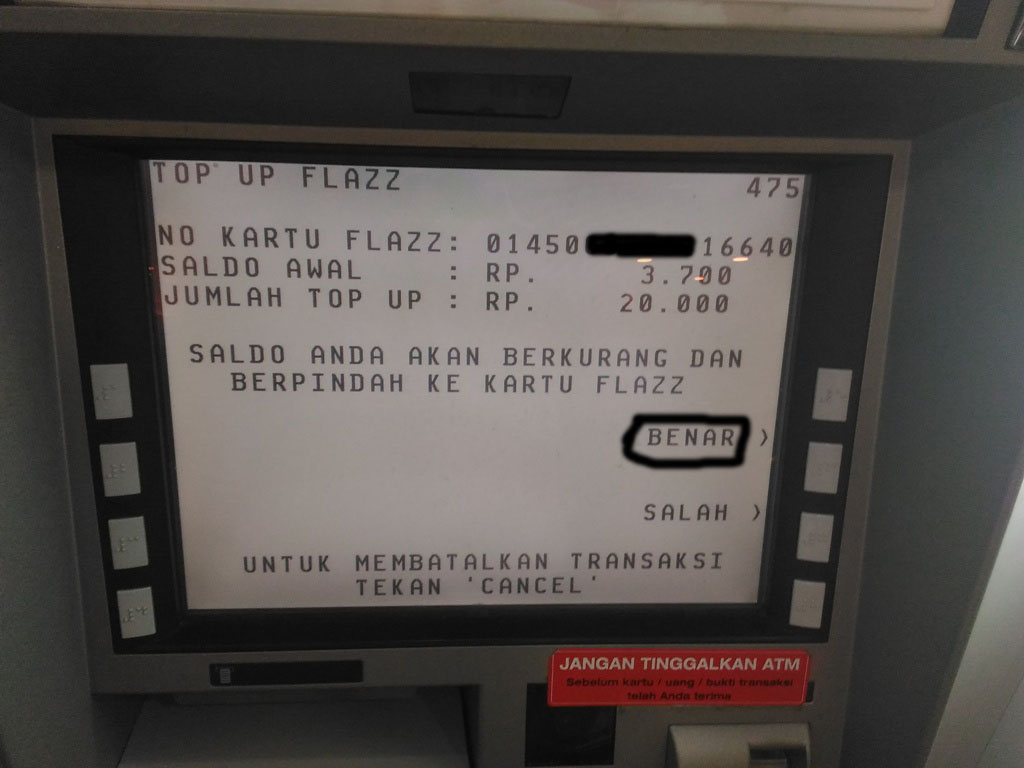 TOP UP FLAZZ
475
NO KARTU FLAZZ: 01450 16640
SALDO AWAL : RP. 3.700
JUMLAH TOP UP : RP. 20.000
SALDO ANDA AKAN BERKURANG DAN
BERPINDAH KE KARTU FLAZZ
BENAR >
SALAH >
UNTUK MEMBATALKAN TRANSAKSI
TEKAN 'CANCEL'
JANGAN TINGGALKAN ATM
Sebelum kartu / uang / bukti transaksi
telah Anda terima